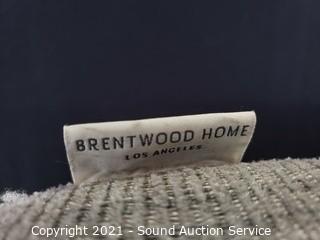 BRENTWOOD HOME
LOS ANGELES
Copyright 2021 - Sound Auction Service